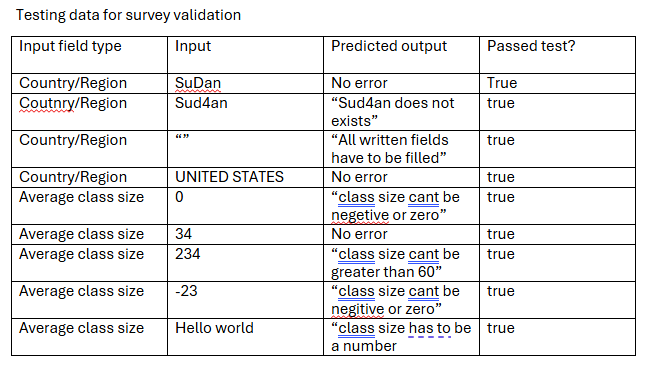 Testing data for survey validation
Input field type Input Predicted output Passed test?
Country/Region SuDan No error True
Coutnry/Region Sud4an “Sud4an does not true
exists”
Country/Region “” “All written fields true
have to be filled”
Country/Region UNITED STATES No error true
Average class size 0 “class size cant be true
negetive or zero”
Average class size 34 No error true
Average class size 234 “class size cant be true
greater than 60”
Average class size -23 “class size cant be true
negitive or zero”
Average class size Hello world “class size has to be true
a number